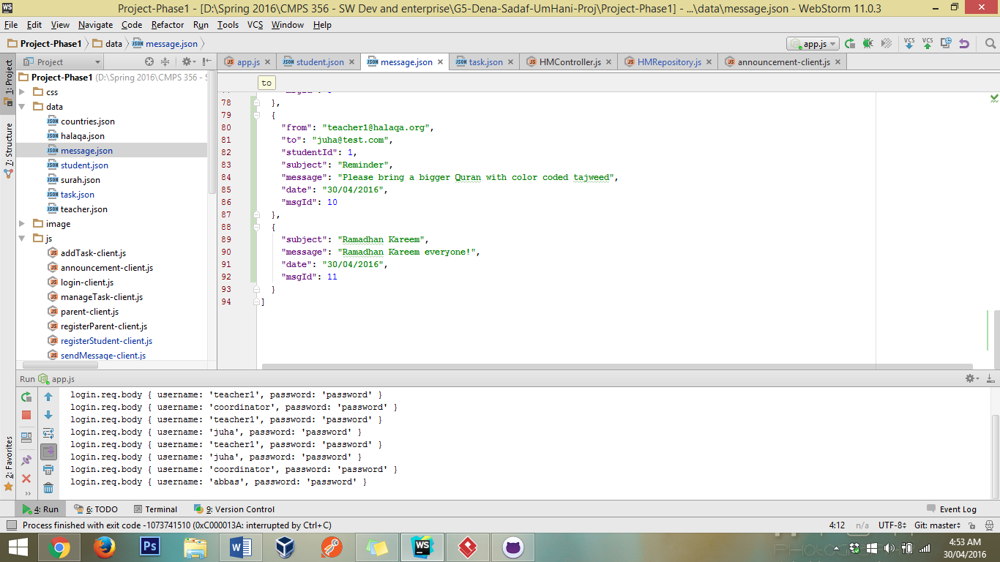 WS Project-Phase1 - [D:\Spring 2016\CMPS 356 - SW Dev and enterprise\G5-Dena-Sadaf-UmHani-Proj\Project-Phase1] - ...\data\message.json - WebStorm 11.0.3
File Edit View Navigate Code Refactor Run Tools VCS Window Help
Project-Phase1 data message.json app.js VCS VCS
Project app.js student.json message.json task.json HMController.js HMRepository.js announcement-client.js
1: Project
7: Structure
2: Favorites
Project-Phase1 (D:\Spring 2016\CMPS 356 - S
css
data
countries.json
halaqa.json
message.json
student.json
surah.json
task.json
teacher.json
image
js
addTask-client.js
announcement-client.js
login-client.js
manageTask-client.js
parent-client.js
registerParent-client.js
registerStudent-client.js
sendMessage-client.js
to
78 },
79 {
80 "from": "teacher1@halaqa.org",
81 "to": "juha@test.com",
82 "studentId": 1,
83 "subject": "Reminder",
84 "message": "Please bring a bigger Quran with color coded tajweed",
85 "date": "30/04/2016",
86 "msgId": 10
87 },
88 {
89 "subject": "Ramadhan Kareem",
90 "message": "Ramadhan Kareem everyone!",
91 "date": "30/04/2016",
92 "msgId": 11
93 }
94 ]
Run app.js
login.req.body { username: 'teacher1', password: 'password' }
login.req.body { username: 'coordinator', password: 'password' }
login.req.body { username: 'teacher1', password: 'password' }
login.req.body { username: 'juha', password: 'password' }
login.req.body { username: 'teacher1', password: 'password' }
login.req.body { username: 'juha', password: 'password' }
login.req.body { username: 'coordinator', password: 'password' }
login.req.body { username: 'abbas', password: 'password' }
4: Run 6: TODO Terminal 9: Version Control Event Log
Process finished with exit code -1073741510 (0xC000013A: interrupted by Ctrl+C) 4:12 n/a UTF-8 Git: master
Ps W WS
4:53 AM
30/04/2016